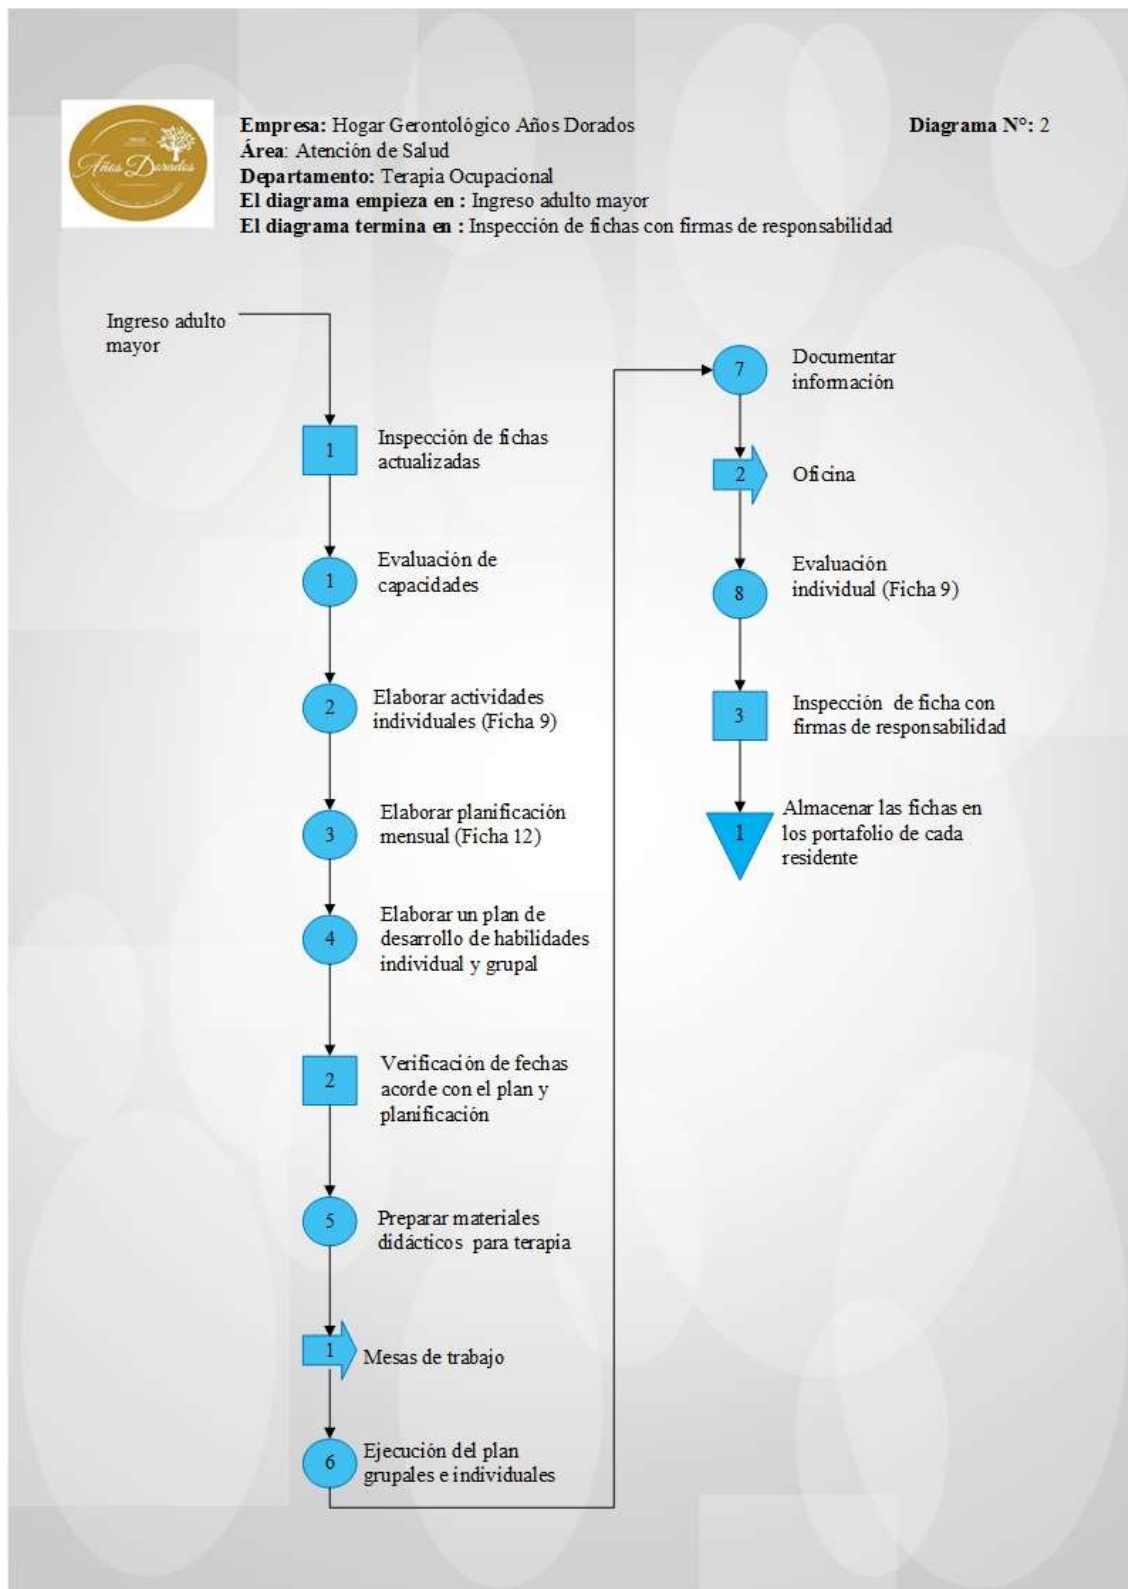 Años Dorados
Empresa: Hogar Gerontológico Años Dorados
Diagrama N°: 2
Área: Atención de Salud
Departamento: Terapia Ocupacional
El diagrama empieza en : Ingreso adulto mayor
El diagrama termina en : Inspección de fichas con firmas de responsabilidad
Ingreso adulto
mayor
1
Inspección de fichas
actualizadas
1
Evaluación de
capacidades
2
Elaborar actividades
individuales (Ficha 9)
3
Elaborar planificación
mensual (Ficha 12)
4
Elaborar un plan de
desarrollo de habilidades
individual y grupal
2
Verificación de fechas
acorde con el plan y
planificación
5
Preparar materiales
didácticos para terapia
1
Mesas de trabajo
6
Ejecución del plan
grupales e individuales
7
Documentar
información
2
Oficina
8
Evaluación
individual (Ficha 9)
3
Inspección de ficha con
firmas de responsabilidad
1
Almacenar las fichas en
los portafolio de cada
residente